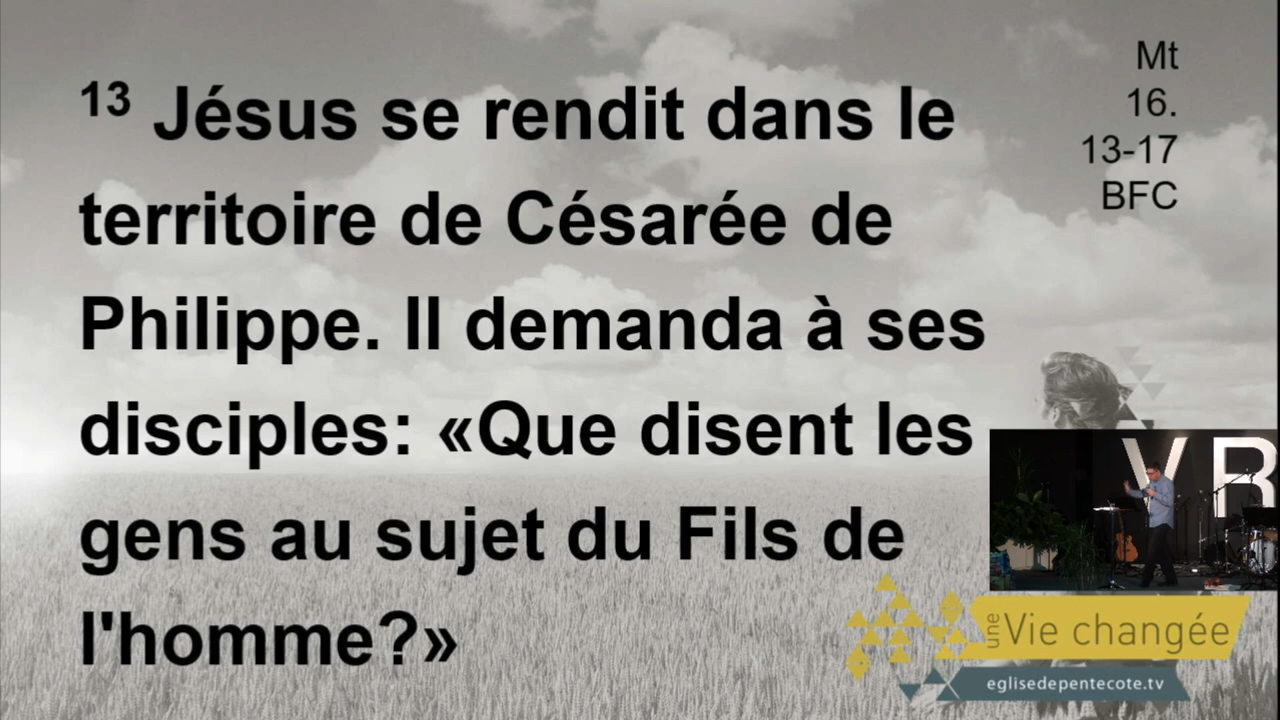 13 Jésus se rendit dans le
territoire de Césarée de
Philippe. Il demanda à ses
disciples: «Que disent les
gens au sujet du Fils de
l'homme?»
Mt
16.
13-17
BFC
V R
une Vie changée
eglisedepentecote.tv